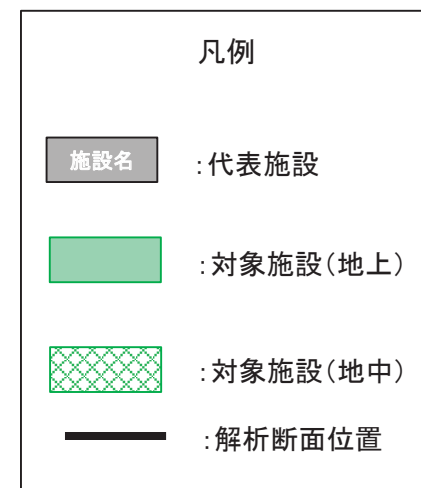 凡例
施設名 :代表施設
:対象施設(地上)
:対象施設(地中)
:解析断面位置